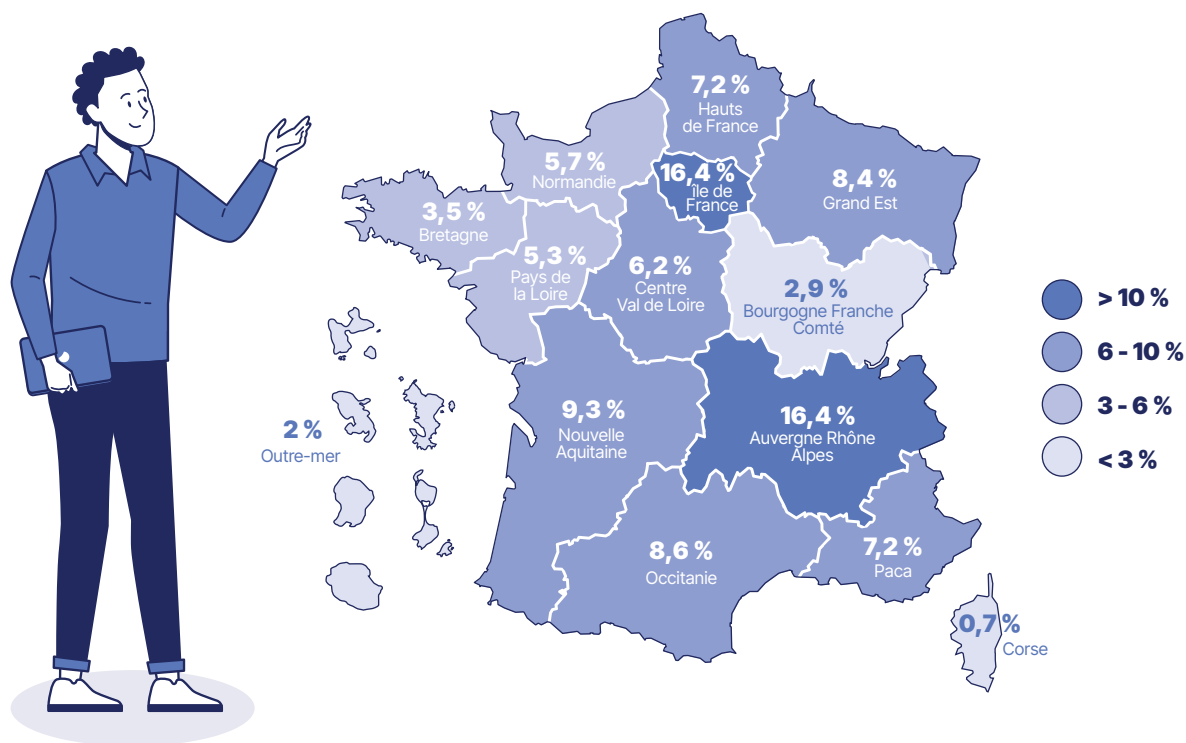 7,2 %
Hauts
de France
5,7 %
Normandie
16,4 %
île de
France
8,4 %
Grand Est
3,5 %
Bretagne
5,3 %
Pays de
la Loire
6,2 %
Centre
Val de Loire
2,9 %
Bourgogne Franche
Comté
9,3 %
Nouvelle
Aquitaine
16,4 %
Auvergne Rhône
Alpes
2 %
Outre-mer
8,6 %
Occitanie
7,2 %
Paca
0,7 %
Corse
> 10 %
6 - 10 %
3 - 6 %
< 3 %